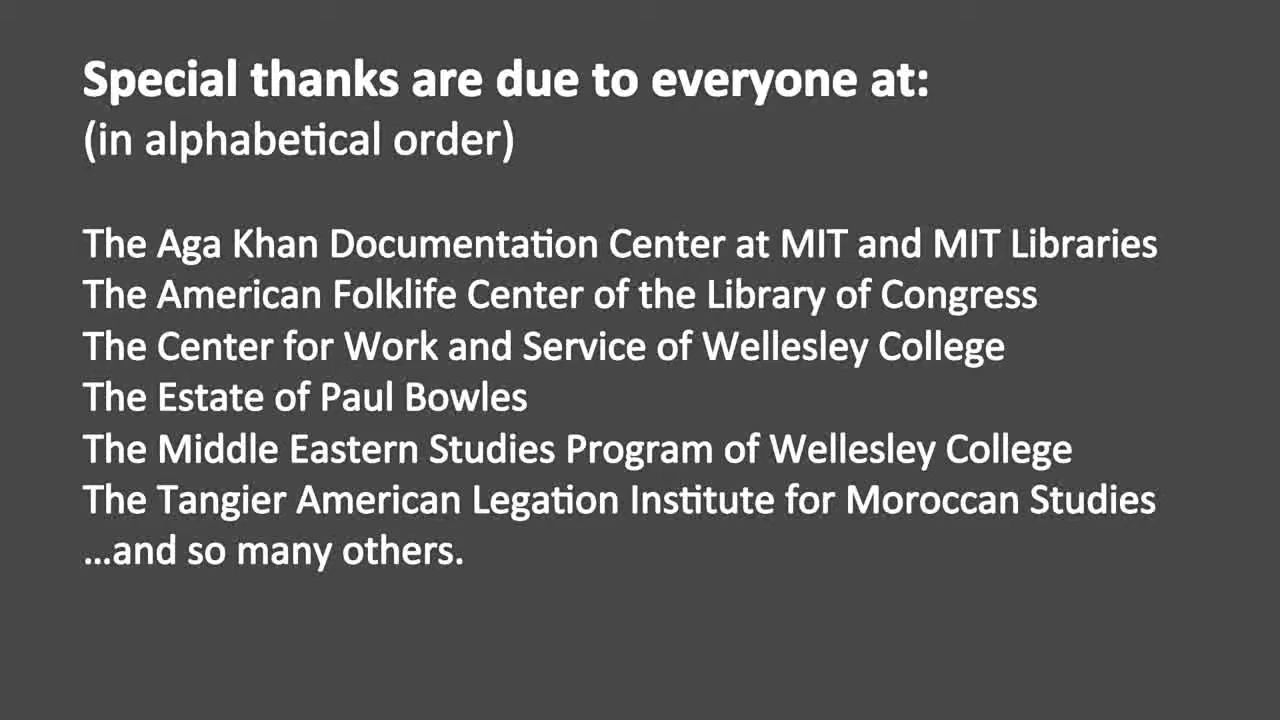 Special thanks are due to everyone at:
(in alphabetical order)
The Aga Khan Documentation Center at MIT and MIT Libraries
The American Folklife Center of the Library of Congress
The Center for Work and Service of Wellesley College
The Estate of Paul Bowles
The Middle Eastern Studies Program of Wellesley College
The Tangier American Legation Institute for Moroccan Studies
…and so many others.